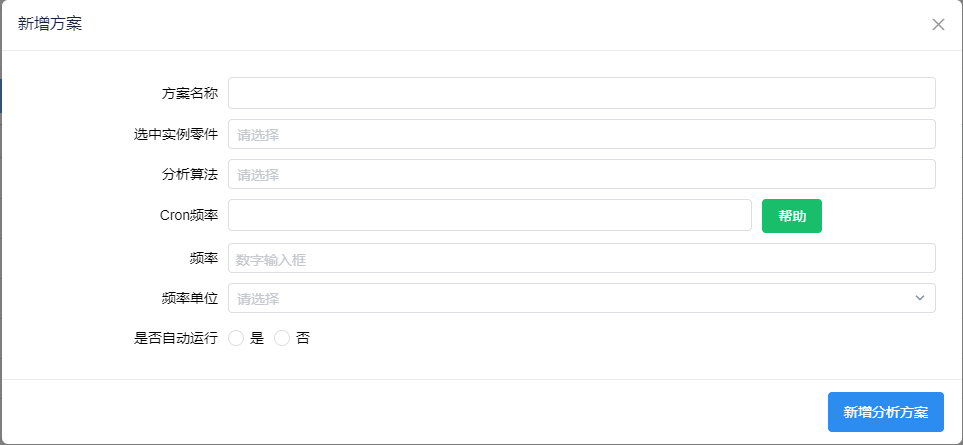 新增方案
方案名称
选中实例零件 请选择
分析算法 请选择
Cron频率 帮助
频率 数字输入框
频率单位 请选择
是否自动运行 是 否
新增分析方案